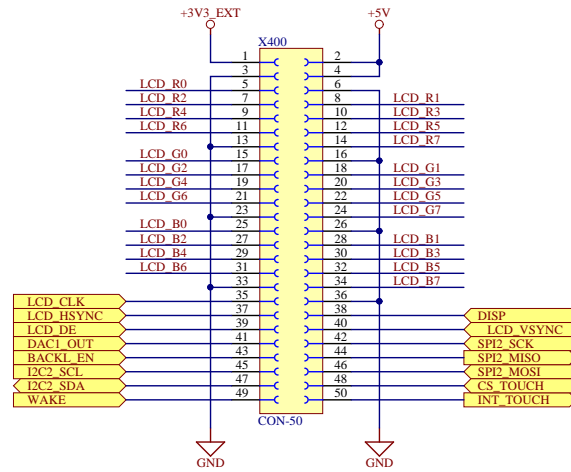 +3V3_EXT +5V
X400
1 2
3 4
LCD_R0 5 6
LCD_R2 7 8 LCD_R1
LCD_R4 9 10 LCD_R3
LCD_R6 11 12 LCD_R5
13 14 LCD_R7
LCD_G0 15 16
LCD_G2 17 18 LCD_G1
LCD_G4 19 20 LCD_G3
LCD_G6 21 22 LCD_G5
23 24 LCD_G7
LCD_B0 25 26
LCD_B2 27 28 LCD_B1
LCD_B4 29 30 LCD_B3
LCD_B6 31 32 LCD_B5
33 34 LCD_B7
LCD_CLK 35 36
LCD_HSYNC 37 38 DISP
LCD_DE 39 40 LCD_VSYNC
DAC1_OUT 41 42 SPI2_SCK
BACKL_EN 43 44 SPI2_MISO
I2C2_SCL 45 46 SPI2_MOSI
I2C2_SDA 47 48 CS_TOUCH
WAKE 49 50 INT_TOUCH
CON-50
GND GND